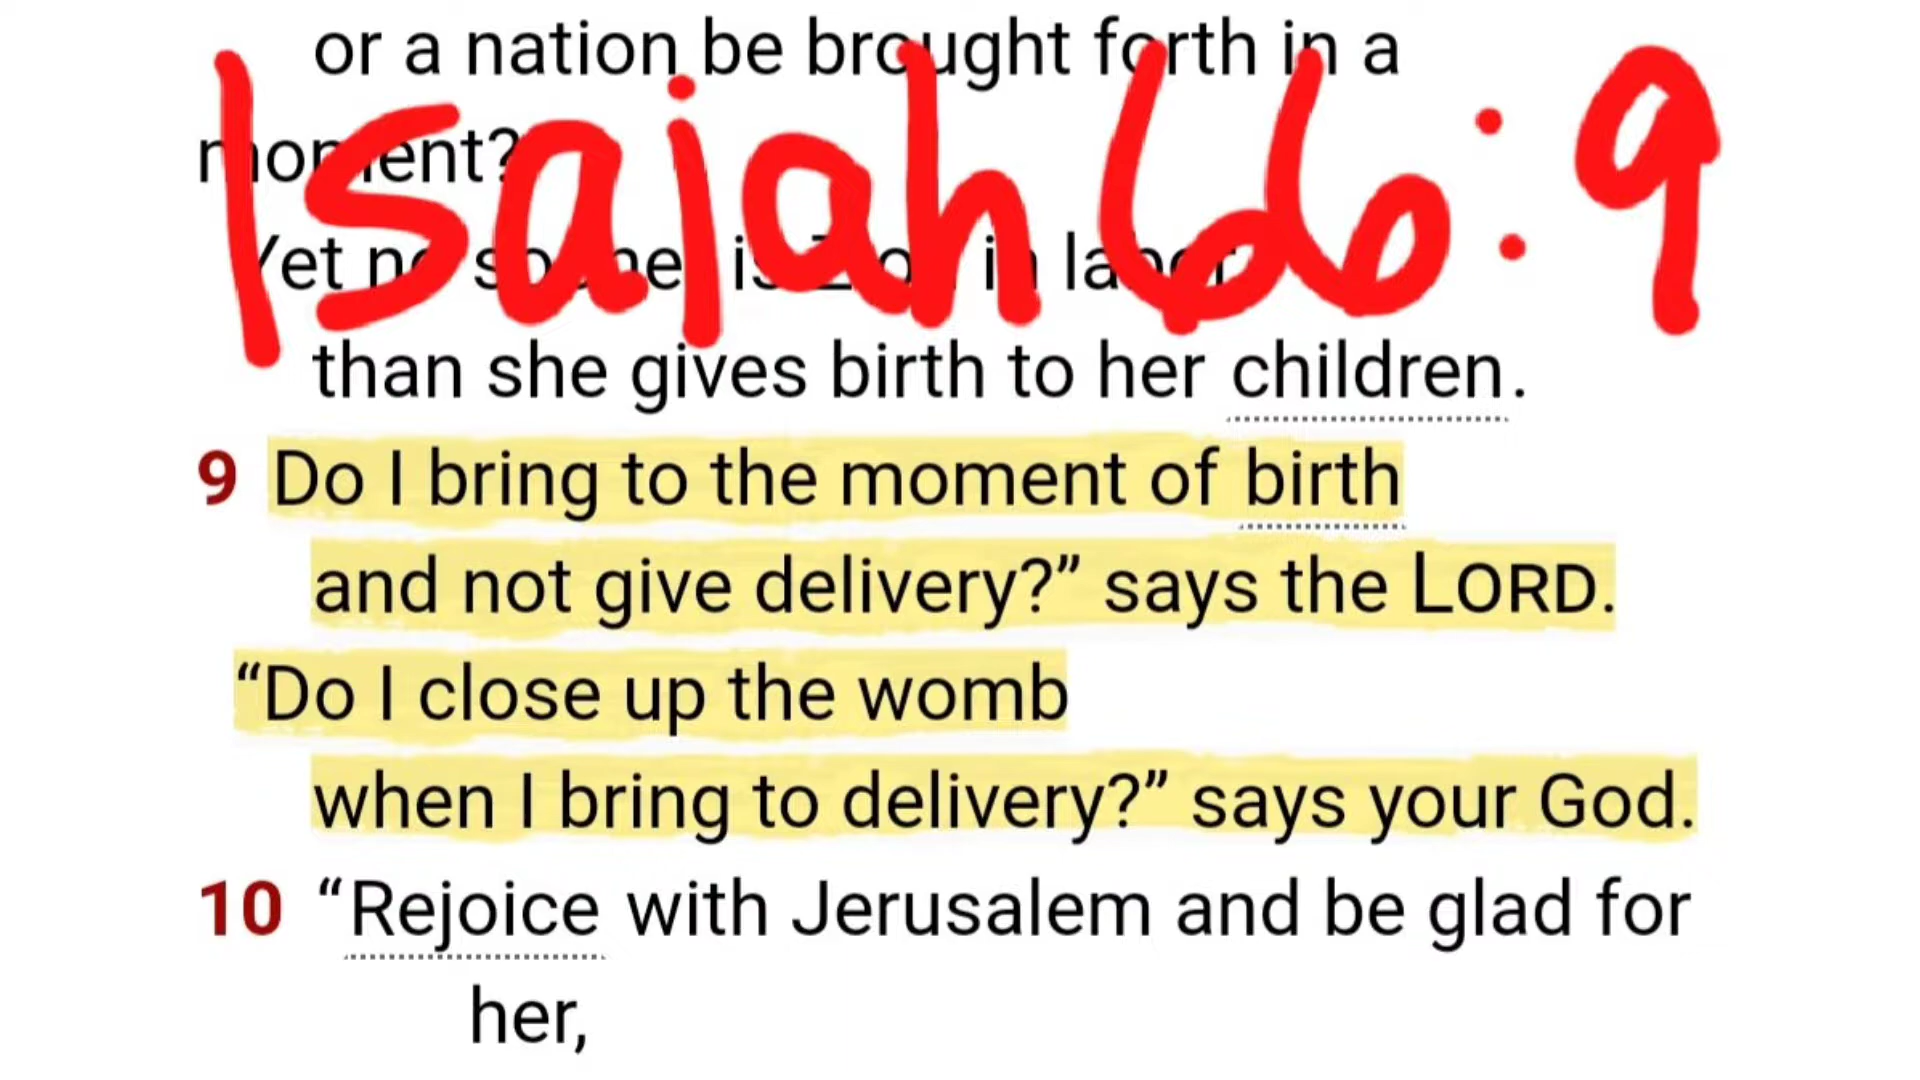 or a nation be brought forth in a
Isaiah 66:9
moment?
Yet no sooner is Zion in labor
than she gives birth to her children.
9 Do I bring to the moment of birth
and not give delivery?” says the LORD.
“Do I close up the womb
when I bring to delivery?” says your God.
10 “Rejoice with Jerusalem and be glad for
her,